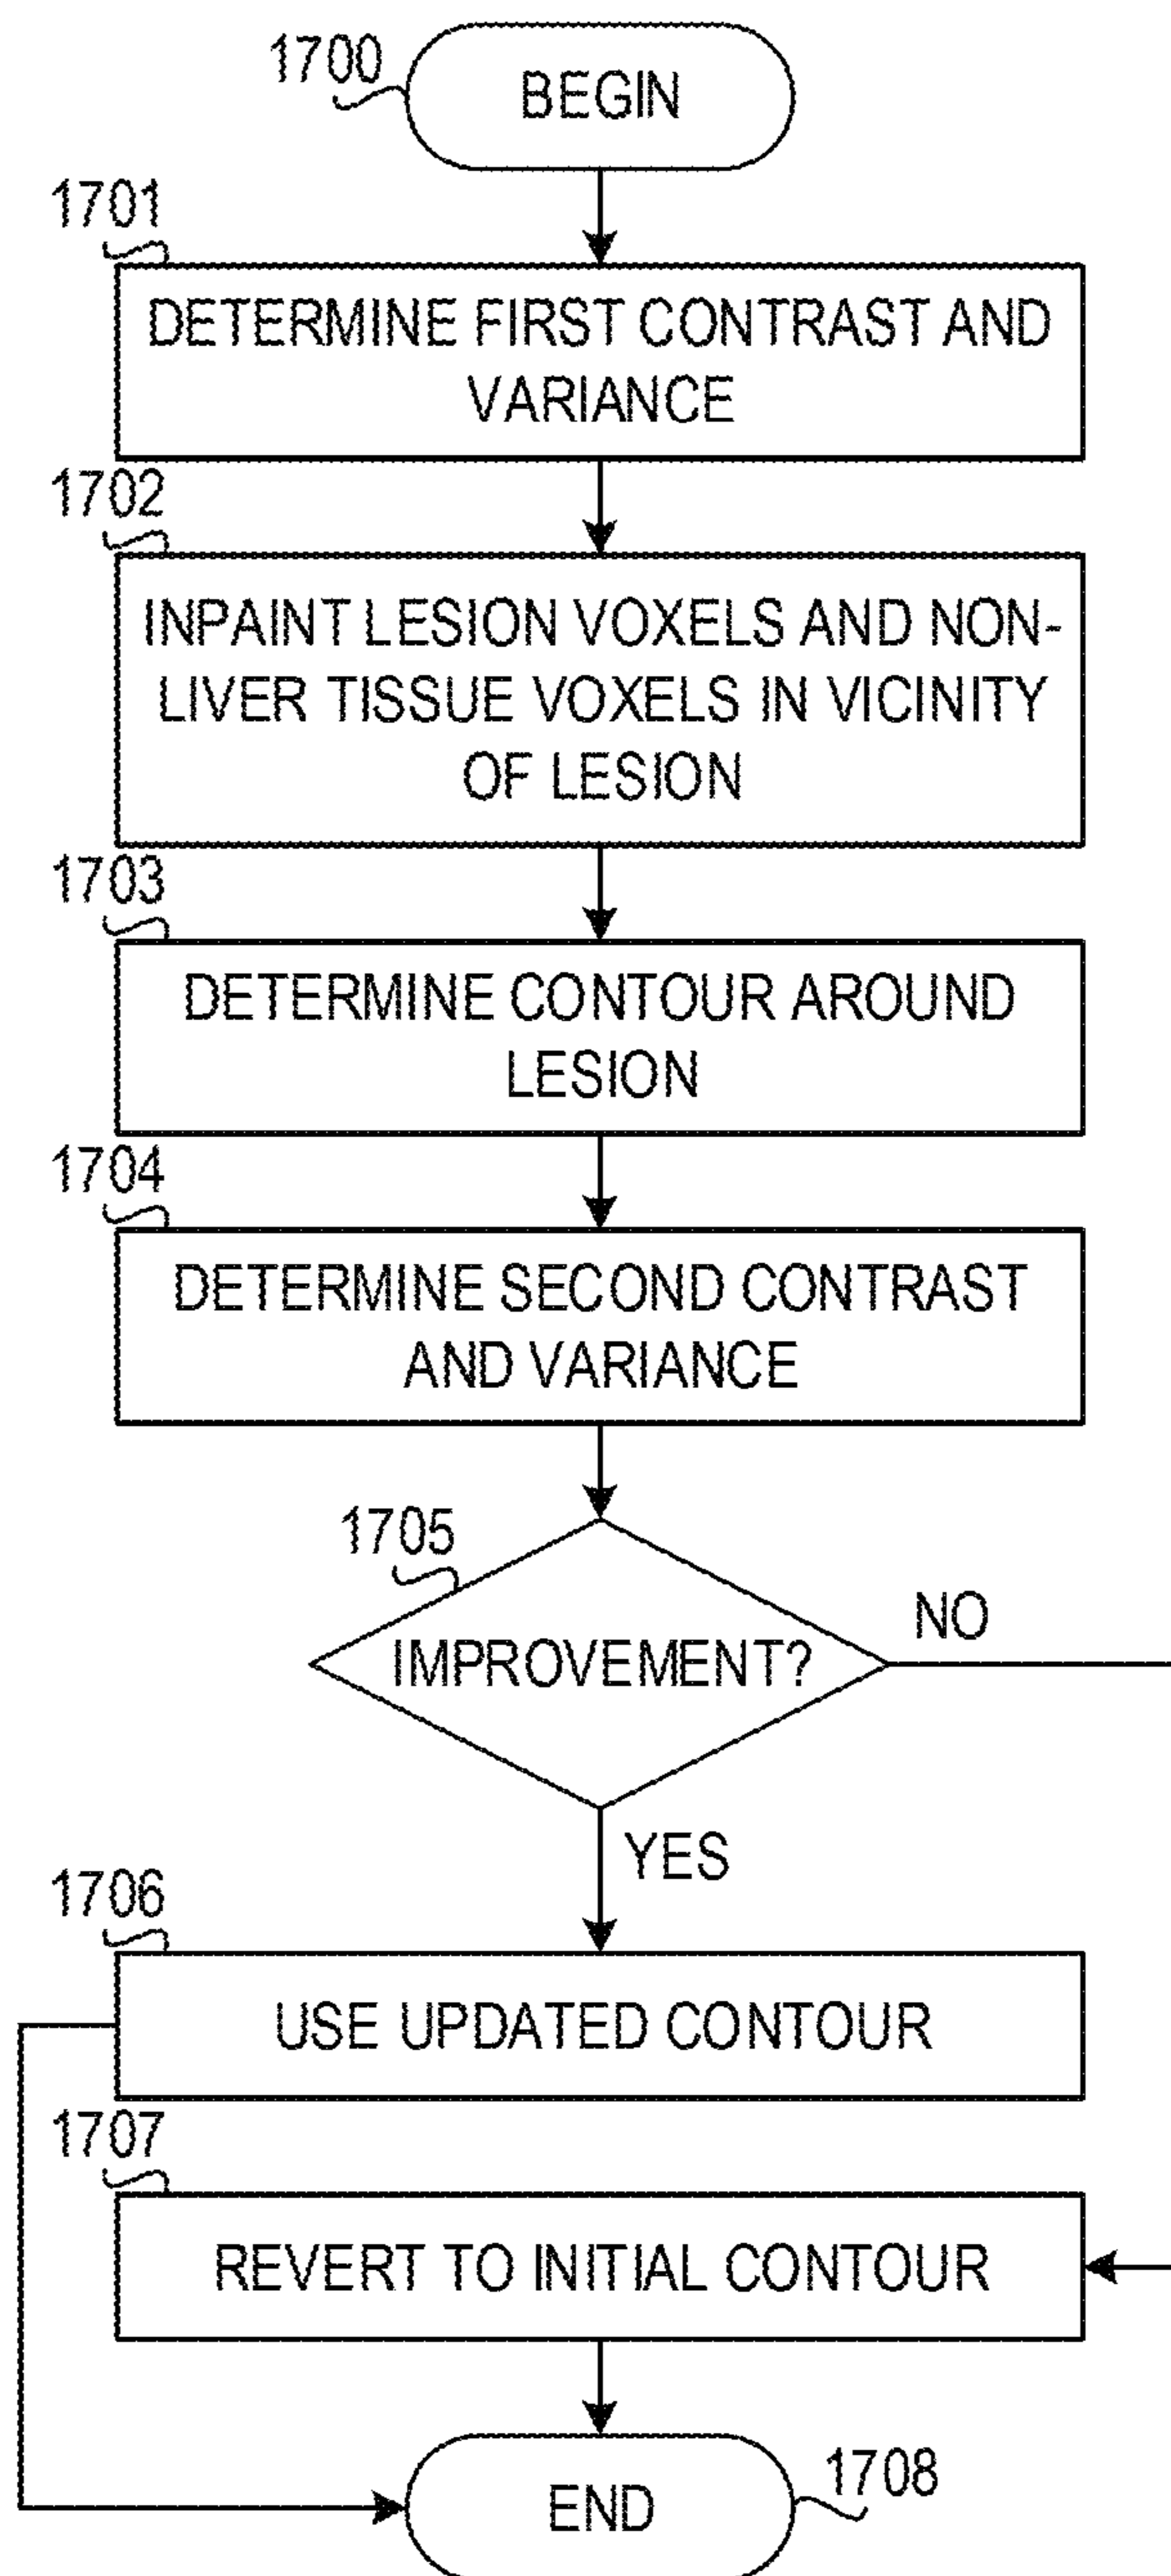 1700
BEGIN
1701
DETERMINE FIRST CONTRAST AND
VARIANCE
1702
INPAINT LESION VOXELS AND NON-
LIVER TISSUE VOXELS IN VICINITY
OF LESION
1703
DETERMINE CONTOUR AROUND
LESION
1704
DETERMINE SECOND CONTRAST
AND VARIANCE
1705
IMPROVEMENT?
NO
YES
1706
USE UPDATED CONTOUR
1707
REVERT TO INITIAL CONTOUR
END
1708